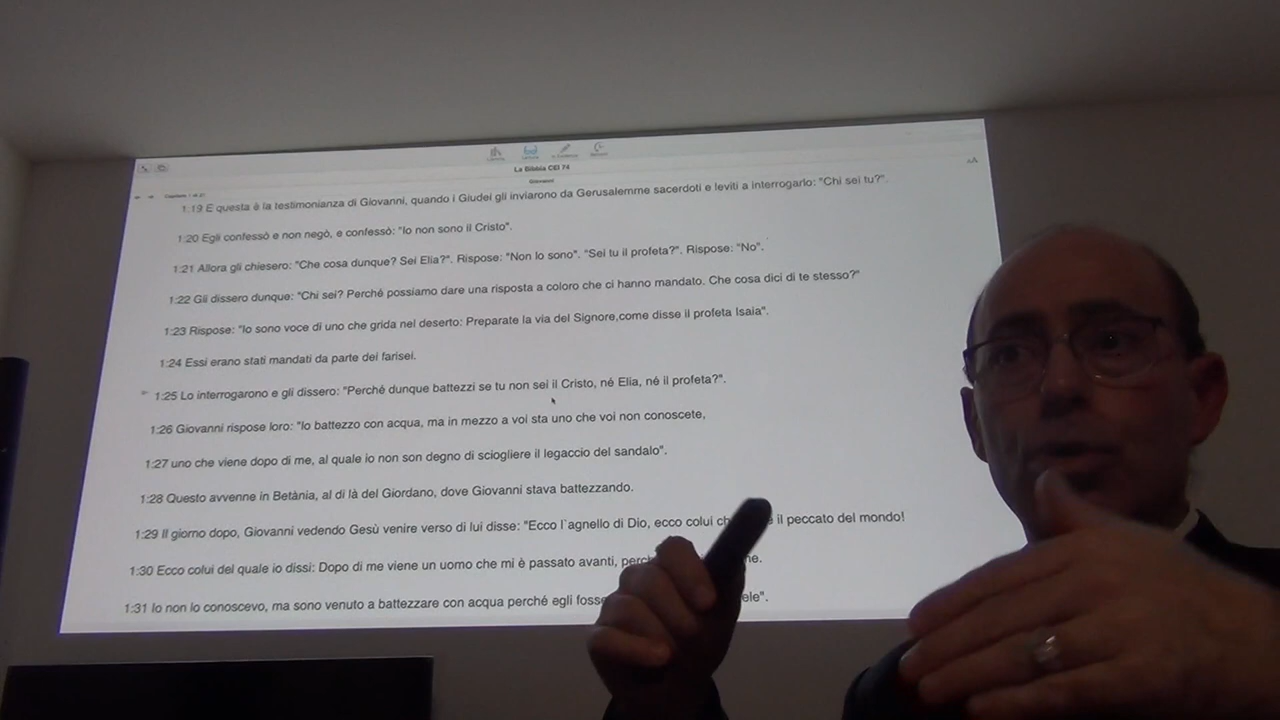 La Bibbia CEI 74
Giovanni
AA
1:19 E questa è la testimonianza di Giovanni, quando i Giudei gli inviarono da Gerusalemme sacerdoti e leviti a interrogarlo: "Chi sei tu?".
1:20 Egli confessò e non negò, e confessò: "Io non sono il Cristo".
1:21 Allora gli chiesero: "Che cosa dunque? Sei Elia?". Rispose: "Non lo sono". "Sei tu il profeta?". Rispose: "No".
1:22 Gli dissero dunque: "Chi sei? Perché possiamo dare una risposta a coloro che ci hanno mandato. Che cosa dici di te stesso?"
1:23 Rispose: "Io sono voce di uno che grida nel deserto: Preparate la via del Signore,come disse il profeta Isaia".
1:24 Essi erano stati mandati da parte dei farisei.
1:25 Lo interrogarono e gli dissero: "Perché dunque battezzi se tu non sei il Cristo, né Elia, né il profeta?".
1:26 Giovanni rispose loro: "Io battezzo con acqua, ma in mezzo a voi sta uno che voi non conoscete,
1:27 uno che viene dopo di me, al quale io non son degno di sciogliere il legaccio del sandalo".
1:28 Questo avvenne in Betània, al di là del Giordano, dove Giovanni stava battezzando.
1:29 Il giorno dopo, Giovanni vedendo Gesù venire verso di lui disse: "Ecco l`agnello di Dio, ecco colui il peccato del mondo!
1:30 Ecco colui del quale io dissi: Dopo di me viene un uomo che mi è passato avanti,
1:31 Io non lo conoscevo, ma sono venuto a battezzare con acqua perché egli